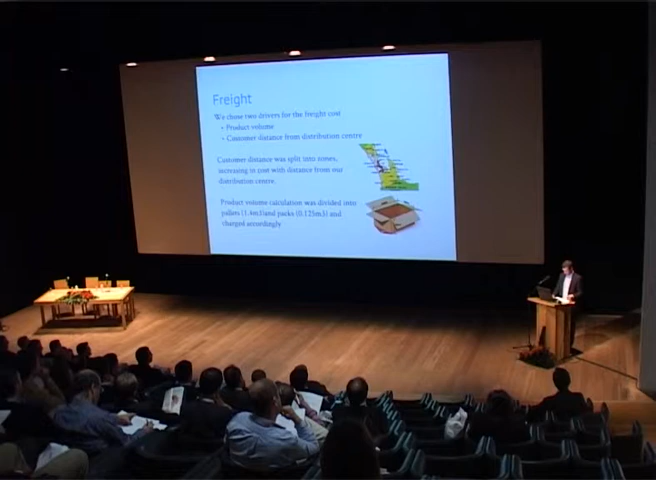 Freight
We chose two drivers for the freight cost
• Product volume
• Customer distance from distribution centre
Customer distance was split into zones,
increasing in cost with distance from our
distribution centre.
Product volume calculation was divided into
pallets (1.4m3)and packs (0.125m3) and
charged accordingly